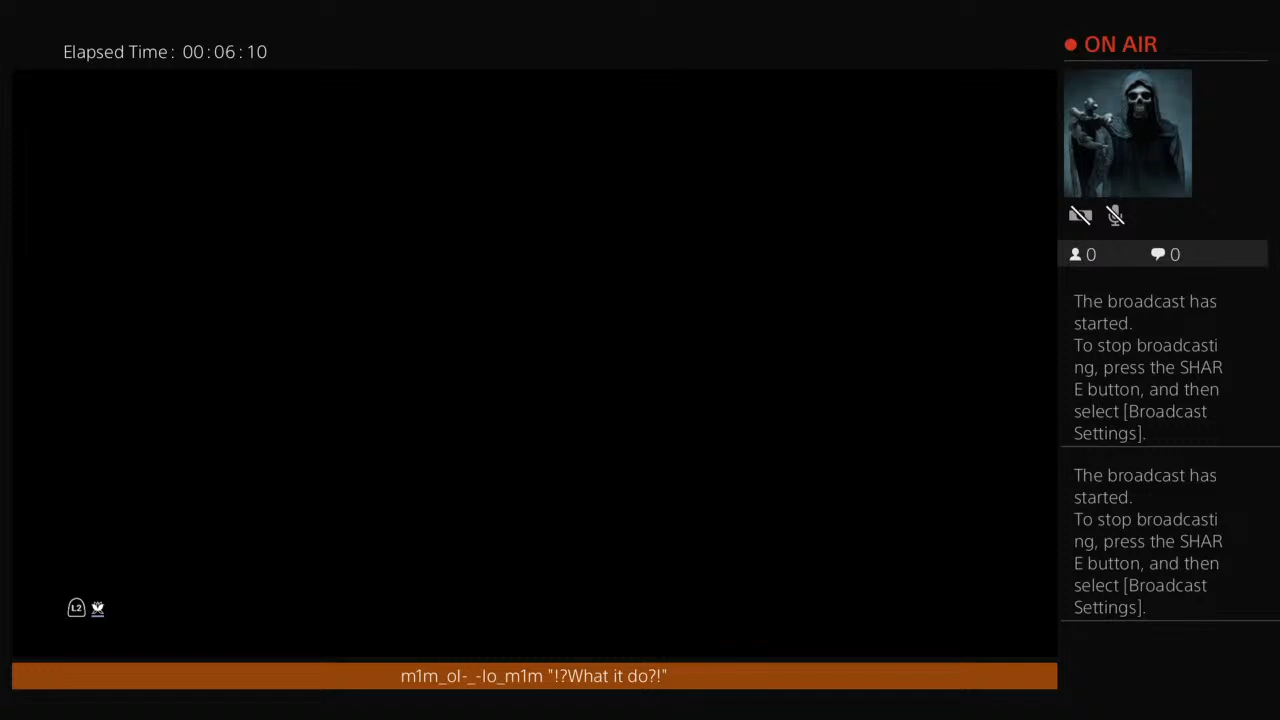 Elapsed Time: 00:06:10
ON AIR
0 0
The broadcast has
started.
To stop broadcasti
ng, press the SHAR
E button, and then
select [Broadcast
Settings].
The broadcast has
started.
To stop broadcasti
ng, press the SHAR
E button, and then
select [Broadcast
Settings].
L2
m1m_ol-_-lo_m1m "!?What it do?!"